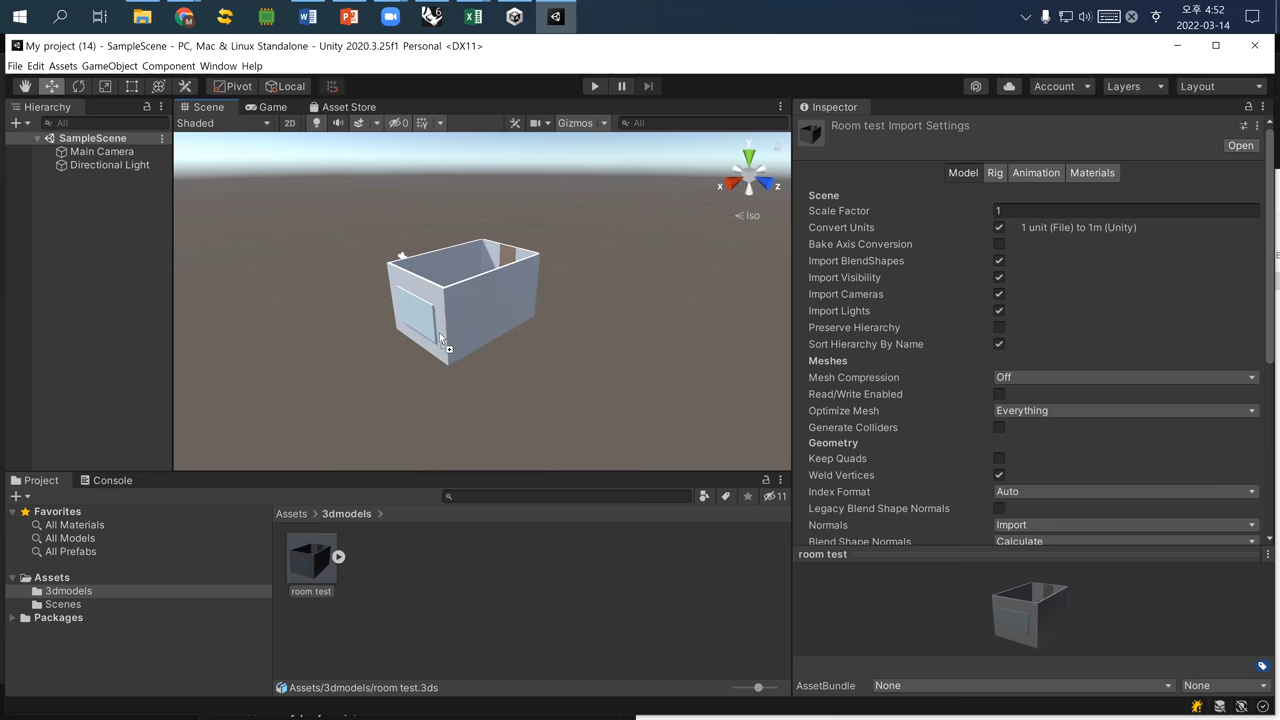 오후 4:52
2022-03-14
My project (14) - SampleScene - PC, Mac & Linux Standalone - Unity 2020.3.25f1 Personal <DX11>
File Edit Assets GameObject Component Window Help
Pivot Local Account Layers Layout
Hierarchy
All
SampleScene
Main Camera
Directional Light
Scene Game Asset Store
Shaded 2D 0 Gizmos All
y
x z
Iso
Inspector
Room test Import Settings
Open
Model Rig Animation Materials
Scene
Scale Factor 1
Convert Units 1 unit (File) to 1m (Unity)
Bake Axis Conversion
Import BlendShapes
Import Visibility
Import Cameras
Import Lights
Preserve Hierarchy
Sort Hierarchy By Name
Meshes
Mesh Compression Off
Read/Write Enabled
Optimize Mesh Everything
Generate Colliders
Geometry
Keep Quads
Weld Vertices
Index Format Auto
Legacy Blend Shape Normals
Normals Import
Blend Shape Normals Calculate
room test
AssetBundle None None
Project Console
11
Favorites
All Materials
All Models
All Prefabs
Assets
3dmodels
Scenes
Packages
Assets > 3dmodels >
room test
Assets/3dmodels/room test.3ds